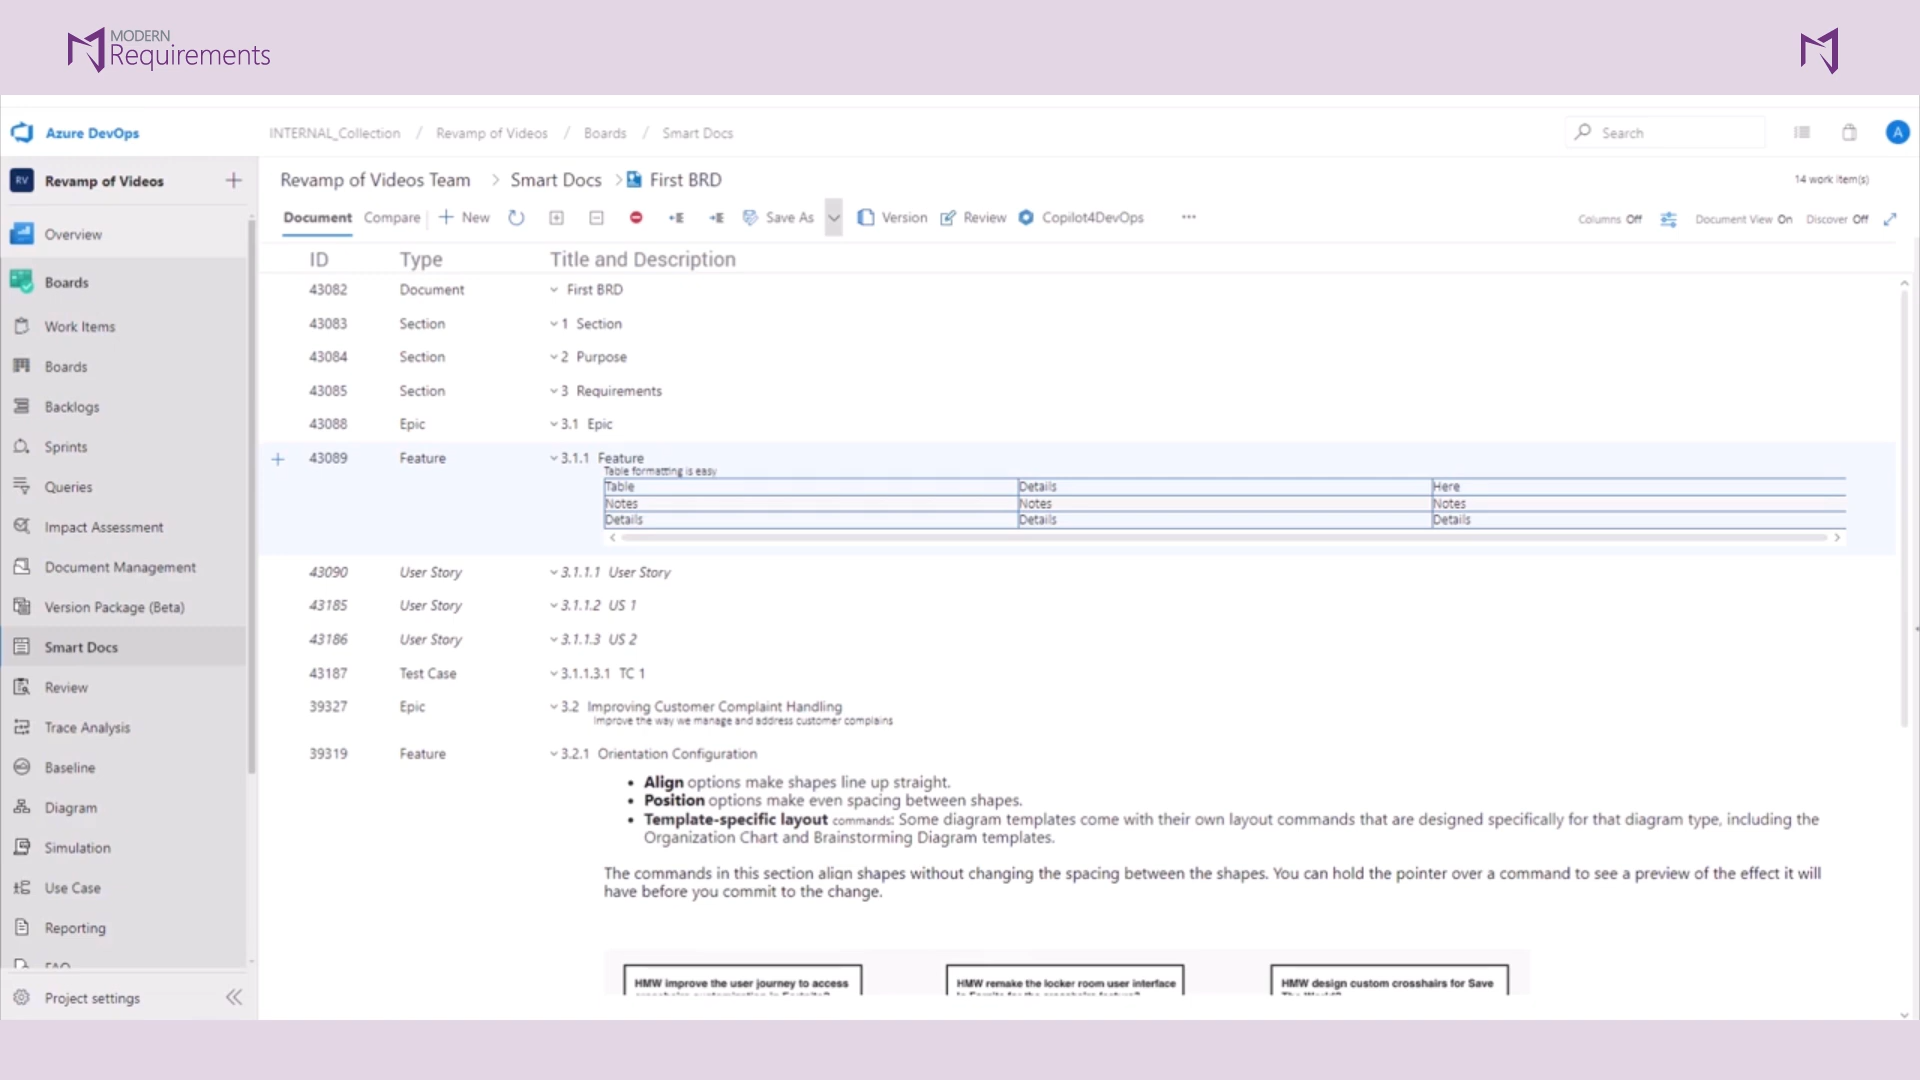 MODERN
Requirements
Azure DevOps
INTERNAL_Collection / Revamp of Videos / Boards / Smart Docs
Search
A
RV Revamp of Videos
Revamp of Videos Team > Smart Docs > First BRD
14 work item(s)
Document Compare New Save As Version Review Copilot4DevOps ...
Columns Off Document View On Discover Off
Overview
Boards
Work Items
Boards
Backlogs
Sprints
Queries
Impact Assessment
Document Management
Version Package (Beta)
Smart Docs
Review
Trace Analysis
Baseline
Diagram
Simulation
Use Case
Reporting
FAQ
Project settings
ID Type Title and Description
43082 Document First BRD
43083 Section 1 Section
43084 Section 2 Purpose
43085 Section 3 Requirements
43088 Epic 3.1 Epic
43089 Feature 3.1.1 Feature
Table formatting is easy
Table Details Here
Notes Notes Notes
Details Details Details
43090 User Story 3.1.1.1 User Story
43185 User Story 3.1.1.2 US 1
43186 User Story 3.1.1.3 US 2
43187 Test Case 3.1.1.3.1 TC 1
39327 Epic 3.2 Improving Customer Complaint Handling
Improve the way we manage and address customer complains
39319 Feature 3.2.1 Orientation Configuration
• Align options make shapes line up straight.
• Position options make even spacing between shapes.
• Template-specific layout commands: Some diagram templates come with their own layout commands that are designed specifically for that diagram type, including the
Organization Chart and Brainstorming Diagram templates.
The commands in this section align shapes without changing the spacing between the shapes. You can hold the pointer over a command to see a preview of the effect it will
have before you commit to the change.
HMW improve the user journey to access
HMW remake the locker room user interface
HMW design custom crosshairs for Save